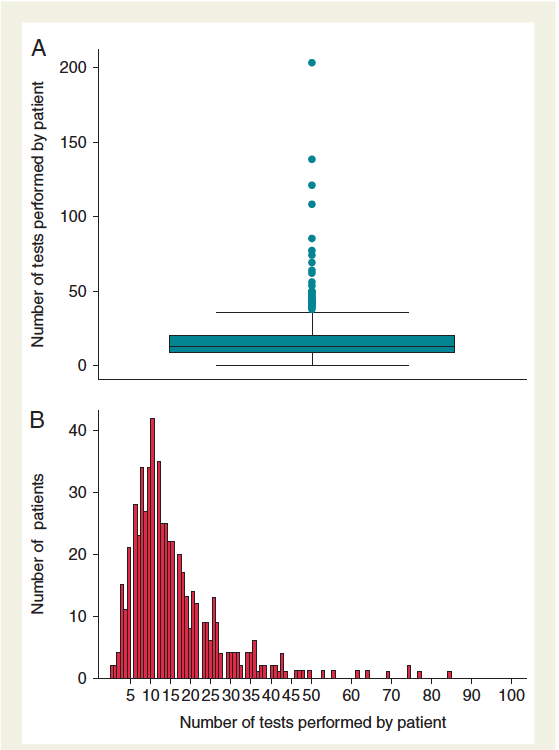 A
Number of tests performed by patient
200
150
100
50
0
B
Number of patients
40
30
20
10
0
5 10 15 20 25 30 35 40 45 50 60 70 80 90 100
Number of tests performed by patient